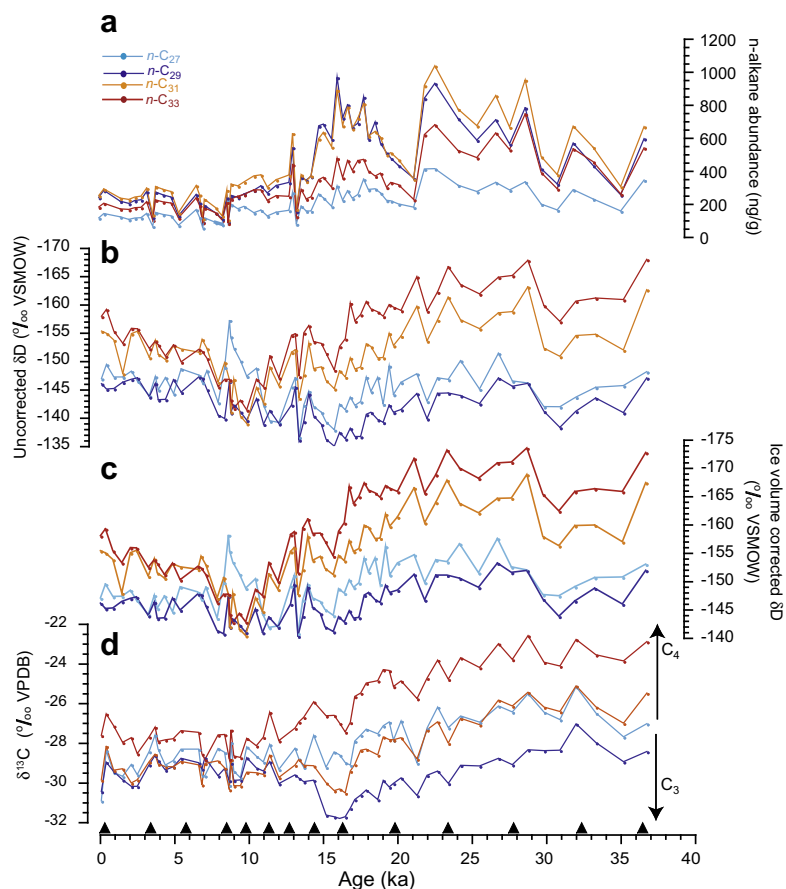 a
n-C27
n-C29
n-C31
n-C33
1200
1000
800
600
400
200
0
n-alkane abundance (ng/g)
b
-170
-165
-160
-155
-150
-145
-140
-135
Uncorrected δD (‰ VSMOW)
c
-175
-170
-165
-160
-155
-150
-145
-140
Ice volume corrected δD
(‰ VSMOW)
d
-22
-24
-26
-28
-30
-32
δ13C (‰ VPDB)
C4
C3
0 5 10 15 20 25 30 35 40
Age (ka)